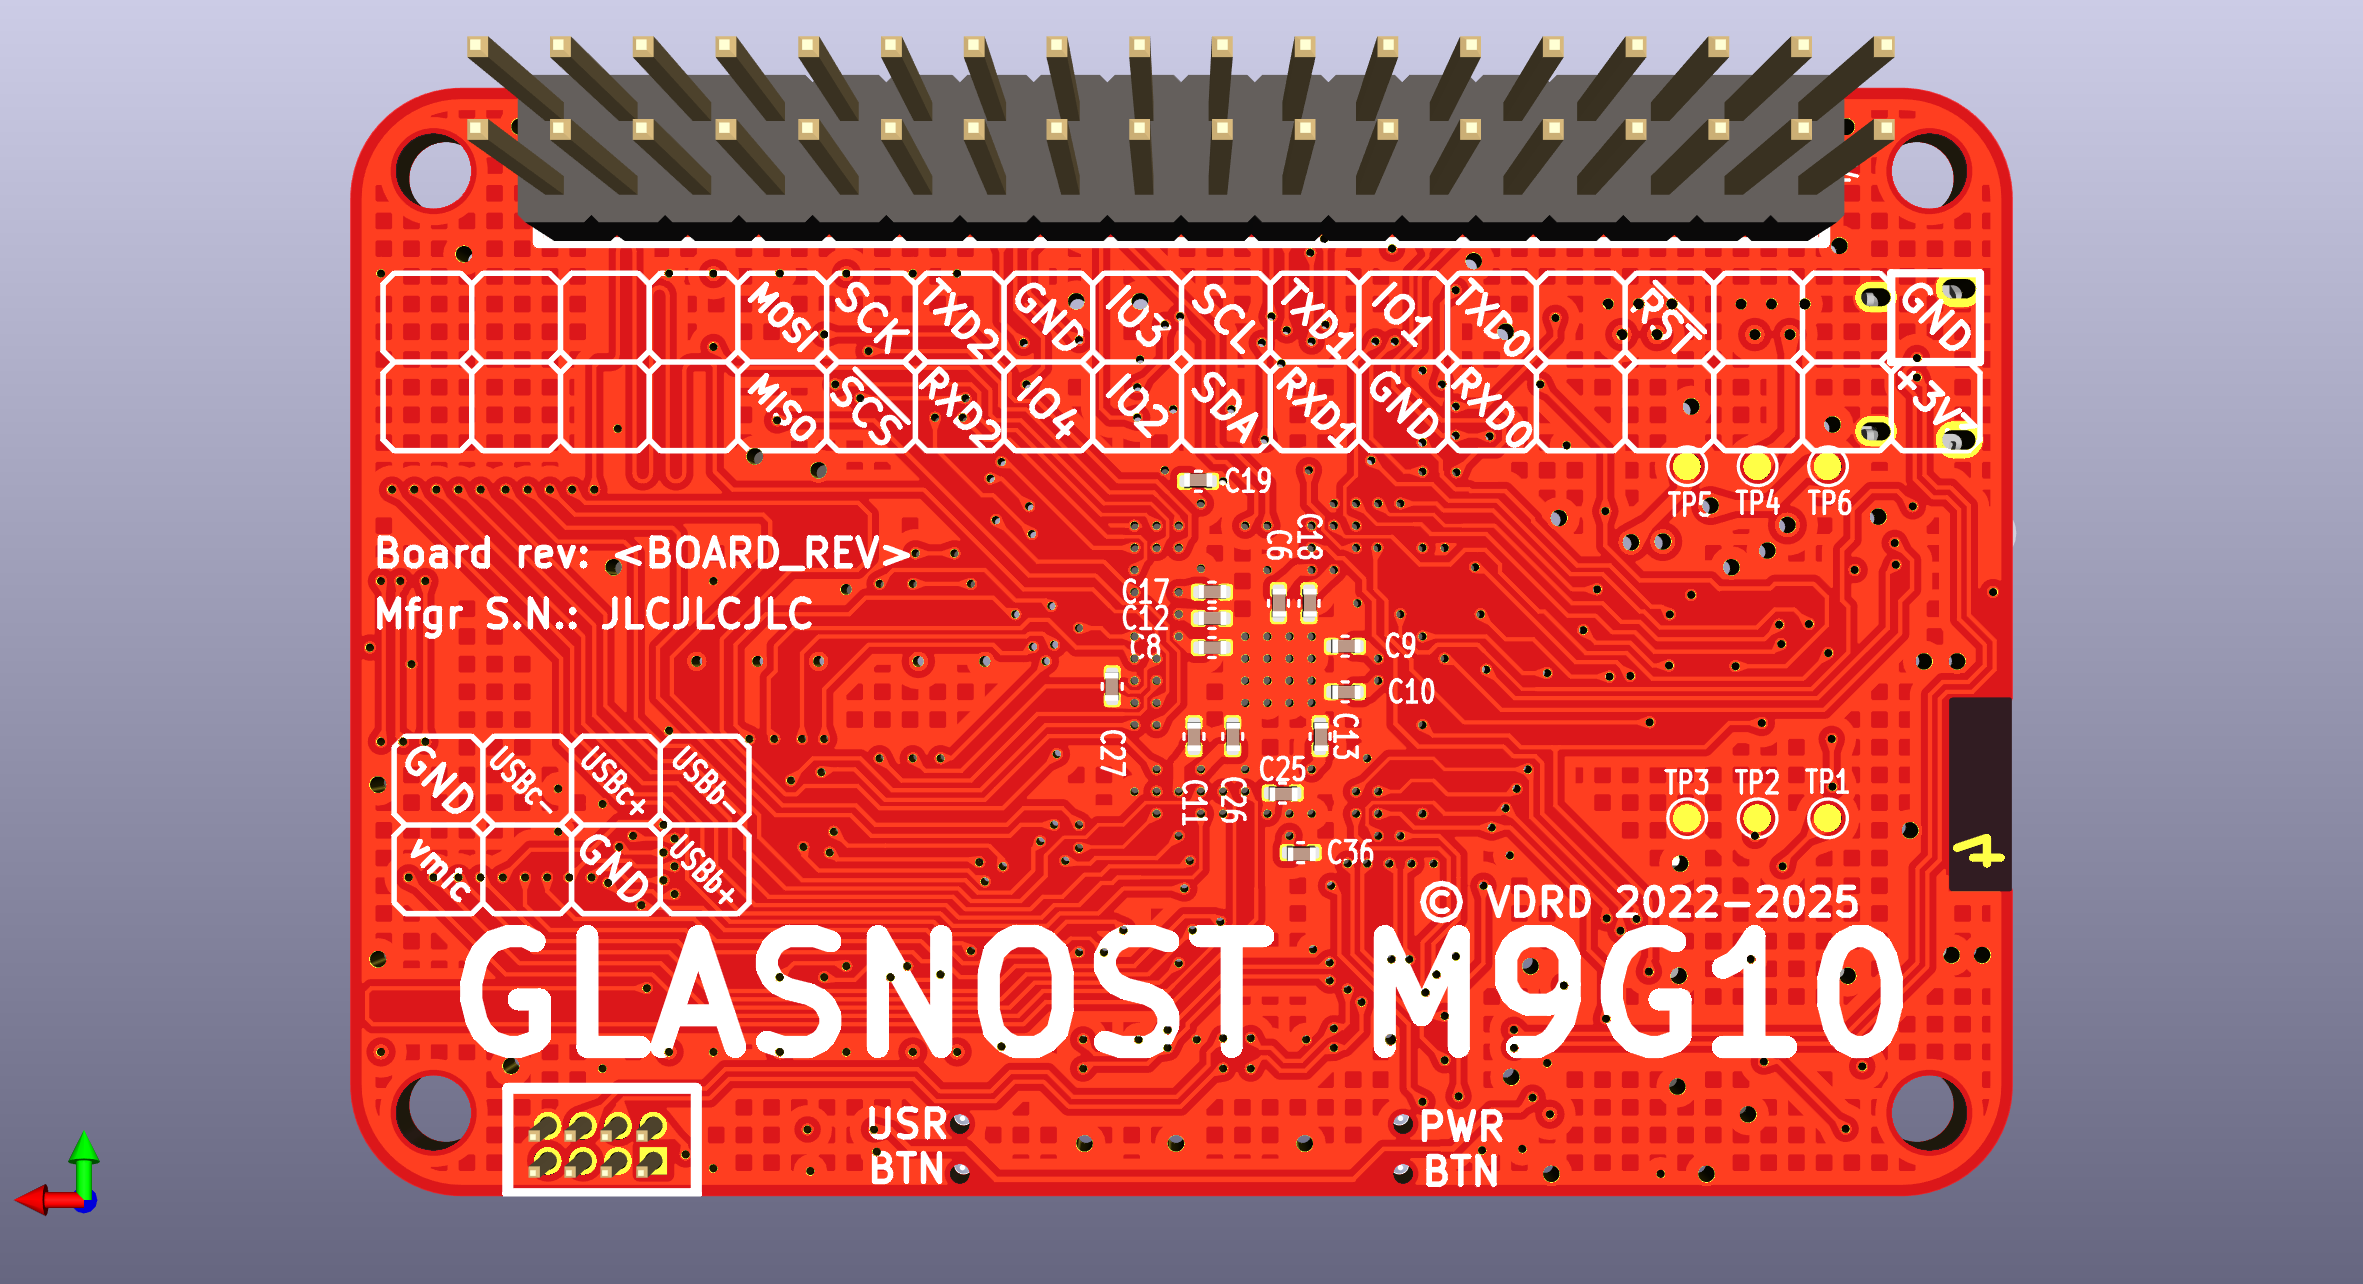 MOSI SCK TXD2 GND IO3 SCL TXD1 IO1 TXD0 RST GND
MISO SCS RXD2 IO4 IO2 SDA RXD1 GND RXD0 +3V3
C19
TP5 TP4 TP6
C6 C18
Board rev: <BOARD_REV>
Mfgr S.N.: JLCJLCJLC
C17
C12
C8 C9
C10
C27 C13
GND USBc- USBc+ USBb-
C25
C11 C26
TP3 TP2 TP1
vmic GND USBb+
C36
4
© VDRD 2022-2025
GLASNOST M9G10
USR BTN
PWR BTN